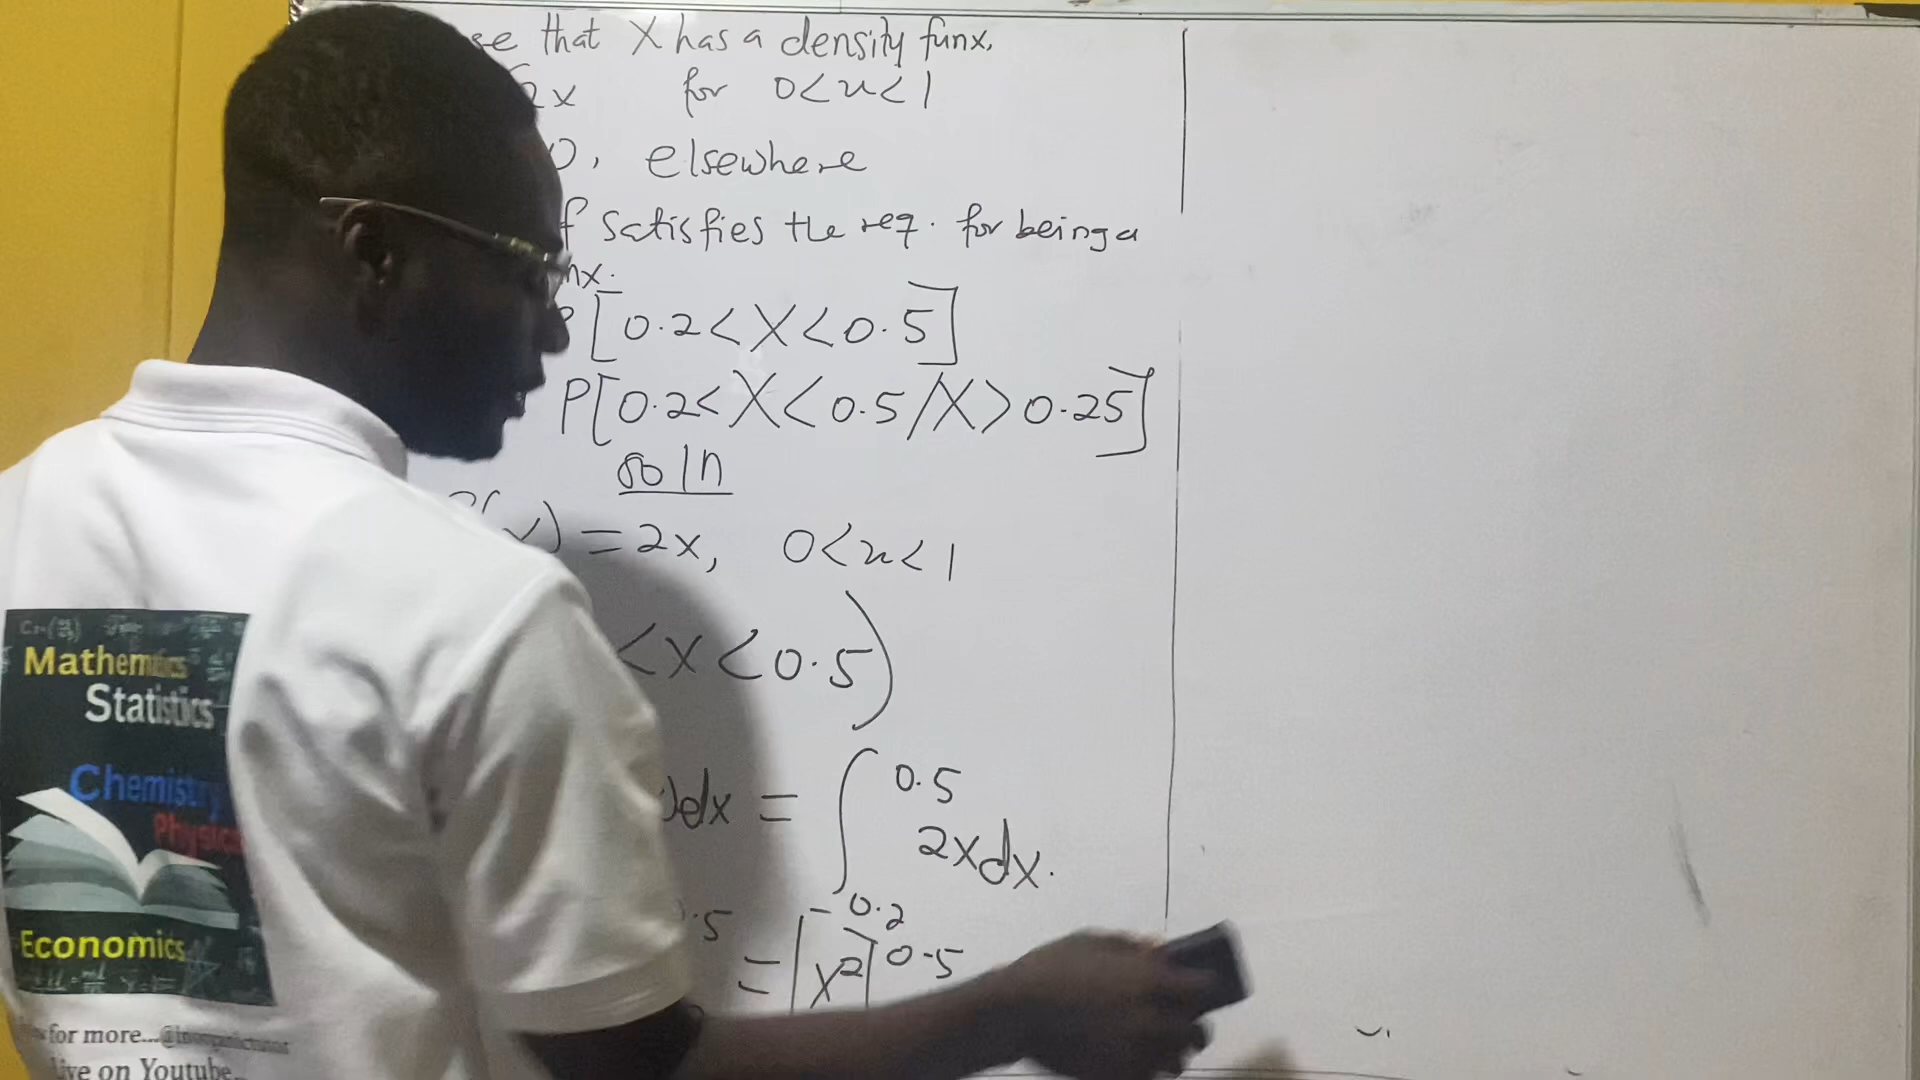 that X has a density funx.
2x for 0<x<1
0, elsewhere
f satisfies the req. for being a
nx.
P[0.2<X<0.5]
P[0.2<X<0.5/X>0.25]
soln
(x) = 2x, 0<x<1
<X<0.5)
)dx = ∫ 0.5 2xdx.
0.2
.5 = [x²] 0.5
Mathematics
Statistics
Chemistry
Physics
Economics
for more...
live on Youtube